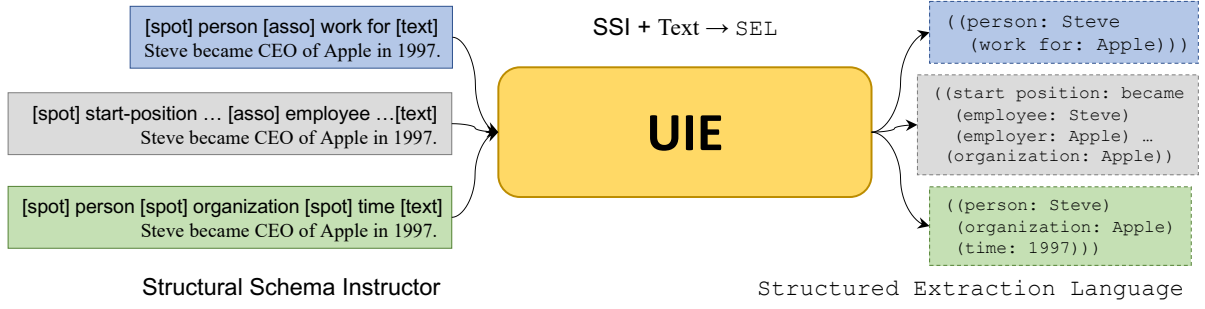 [spot] person [asso] work for [text]
Steve became CEO of Apple in 1997.
[spot] start-position … [asso] employee …[text]
Steve became CEO of Apple in 1997.
[spot] person [spot] organization [spot] time [text]
Steve became CEO of Apple in 1997.
Structural Schema Instructor
SSI + Text → SEL
UIE
((person: Steve
(work for: Apple)))
((start position: became
(employee: Steve)
(employer: Apple) …
(organization: Apple))
((person: Steve)
(organization: Apple)
(time: 1997)))
Structured Extraction Language